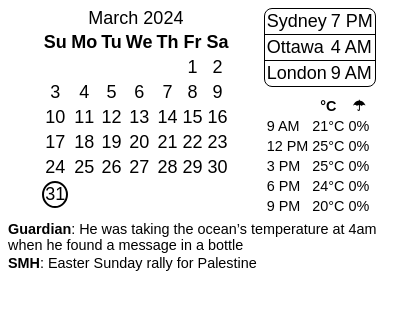 March 2024
Su Mo Tu We Th Fr Sa
1 2
3 4 5 6 7 8 9
10 11 12 13 14 15 16
17 18 19 20 21 22 23
24 25 26 27 28 29 30
31
Sydney 7 PM
Ottawa 4 AM
London 9 AM
°C ☂
9 AM 21°C 0%
12 PM 25°C 0%
3 PM 25°C 0%
6 PM 24°C 0%
9 PM 20°C 0%
Guardian: He was taking the ocean’s temperature at 4am
when he found a message in a bottle
SMH: Easter Sunday rally for Palestine